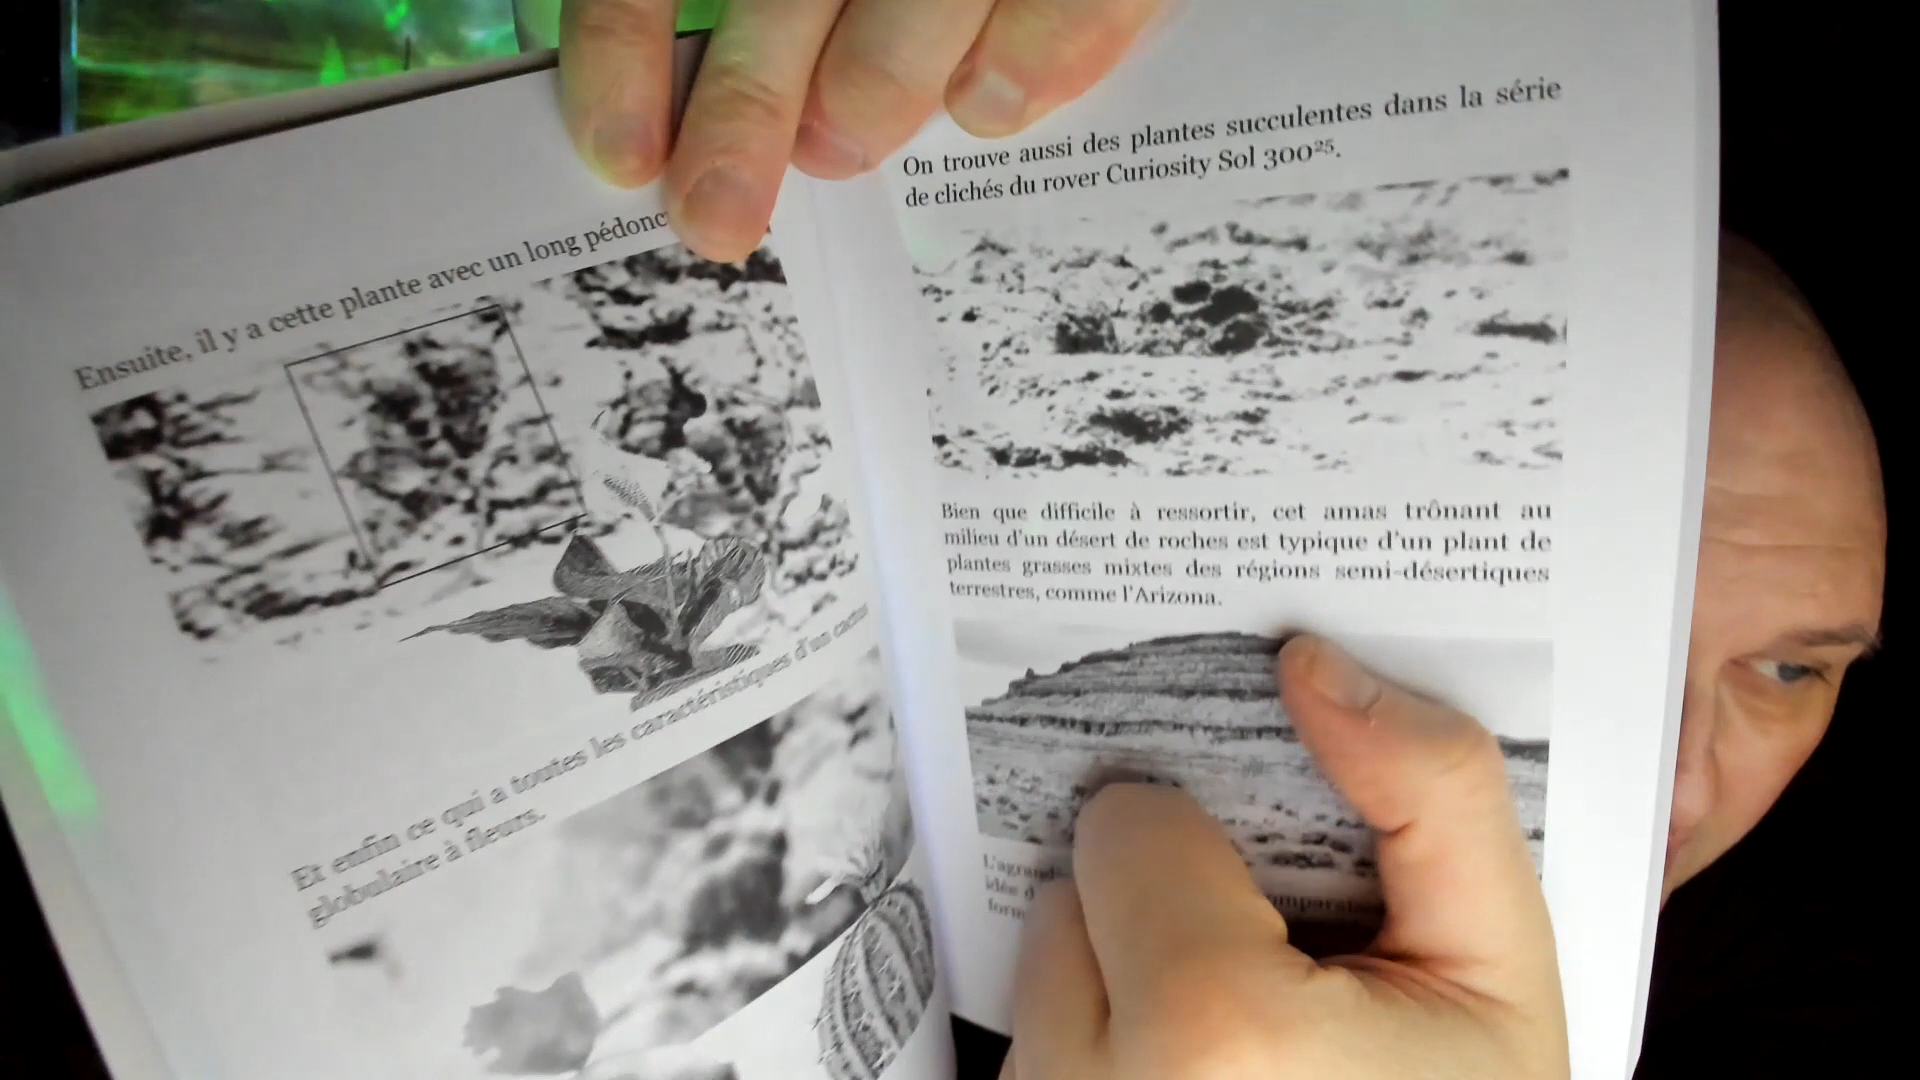 Ensuite, il y a cette plante avec un long
Et enfin ce qui a toutes les caractéristiques d'un cactus
globulaire à fleurs.
On trouve aussi des plantes succulentes dans la série
de clichés du rover Curiosity Sol 300²⁵.
Bien que difficile à ressortir, cet amas trônant au
milieu d'un désert de roches est typique d'un plant de
plantes grasses mixtes des régions semi-désertiques
terrestres, comme l'Arizona.